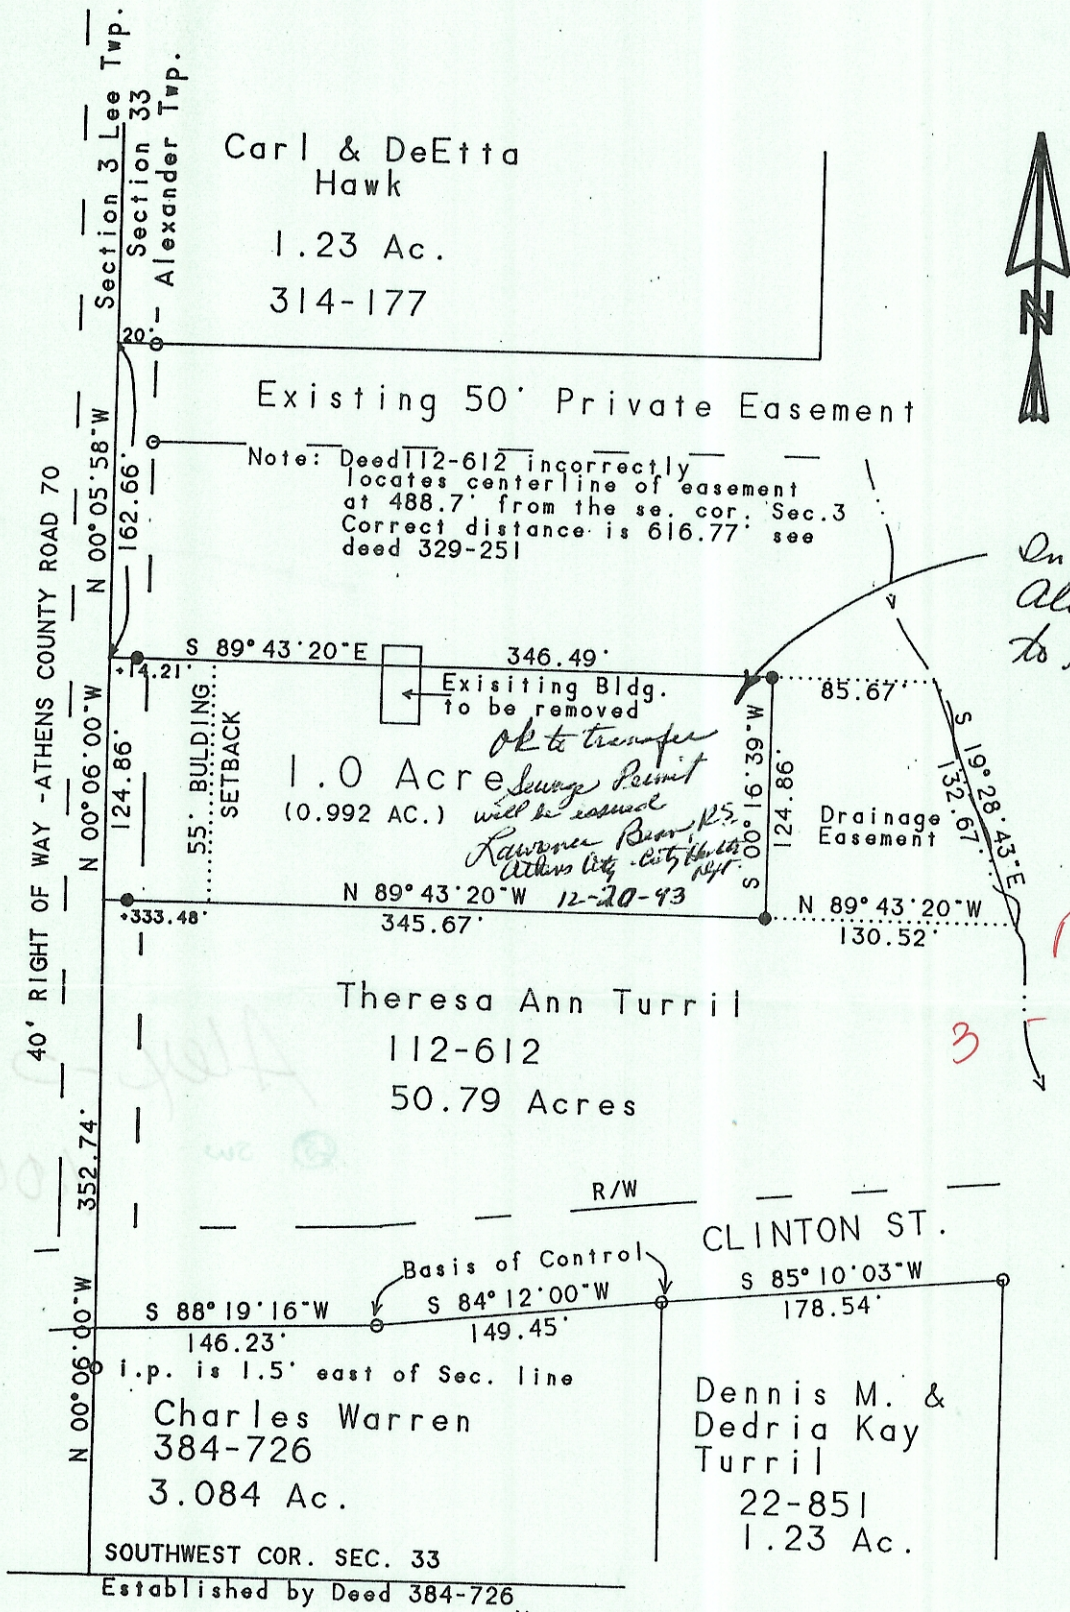 Section 3 Lee Twp.
Section 33
Alexander Twp.
Carl & DeEtta
Hawk
1.23 Ac.
314-177
N
20'
Existing 50' Private Easement
Note: Deed 112-612 incorrectly
locates centerline of easement
at 488.7' from the se. cor. Sec.3
Correct distance is 616.77' see
deed 329-251
N 00°05'58"W
162.66'
40' RIGHT OF WAY -ATHENS COUNTY ROAD 70
to
S 89°43'20"E
346.49'
+14.21'
85.67'
Exisiting Bldg.
to be removed
55' BULDING
SETBACK
N 00°06'00"W
124.86'
ok to transfer
1.0 Acre
Sewage Permit
(0.992 AC.)
will be issued
Lawrence Bean, R.S.
Athens City
Dept.
12-20-93
S 00°16'39"W
124.86'
Drainage
Easement
S 19°28'43"E
132.67'
N 89°43'20"W
345.67'
+333.48'
N 89°43'20"W
130.52'
Theresa Ann Turril
112-612
50.79 Acres
3
352.74'
R/W
CLINTON ST.
Basis of Control
S 88°19'16"W
146.23'
S 84°12'00"W
149.45'
S 85°10'03"W
178.54'
N 00°06'00"W
i.p. is 1.5' east of Sec. line
Charles Warren
384-726
3.084 Ac.
Dennis M. &
Dedria Kay
Turril
22-851
1.23 Ac.
SOUTHWEST COR. SEC. 33
Established by Deed 384-726